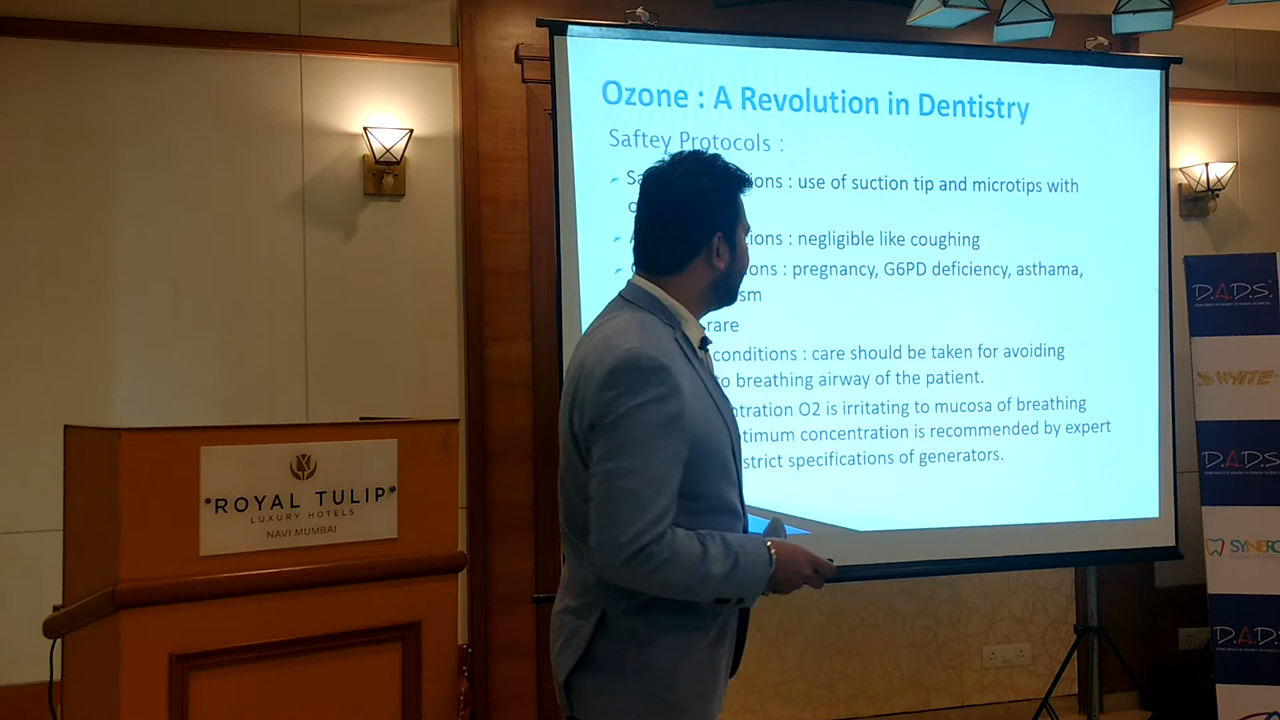 Ozone : A Revolution in Dentistry
Saftey Protocols :
ions : use of suction tip and microtips with
tions : negligible like coughing
ons : pregnancy, G6PD deficiency, asthama,
sm
rare
conditions : care should be taken for avoiding
to breathing airway of the patient.
ntration O2 is irritating to mucosa of breathing
timum concentration is recommended by expert
strict specifications of generators.
ROYAL TULIP
LUXURY HOTELS
NAVI MUMBAI
D.A.D.S.
WHITE
D.A.D.S
SYNERG
D.A.D.S